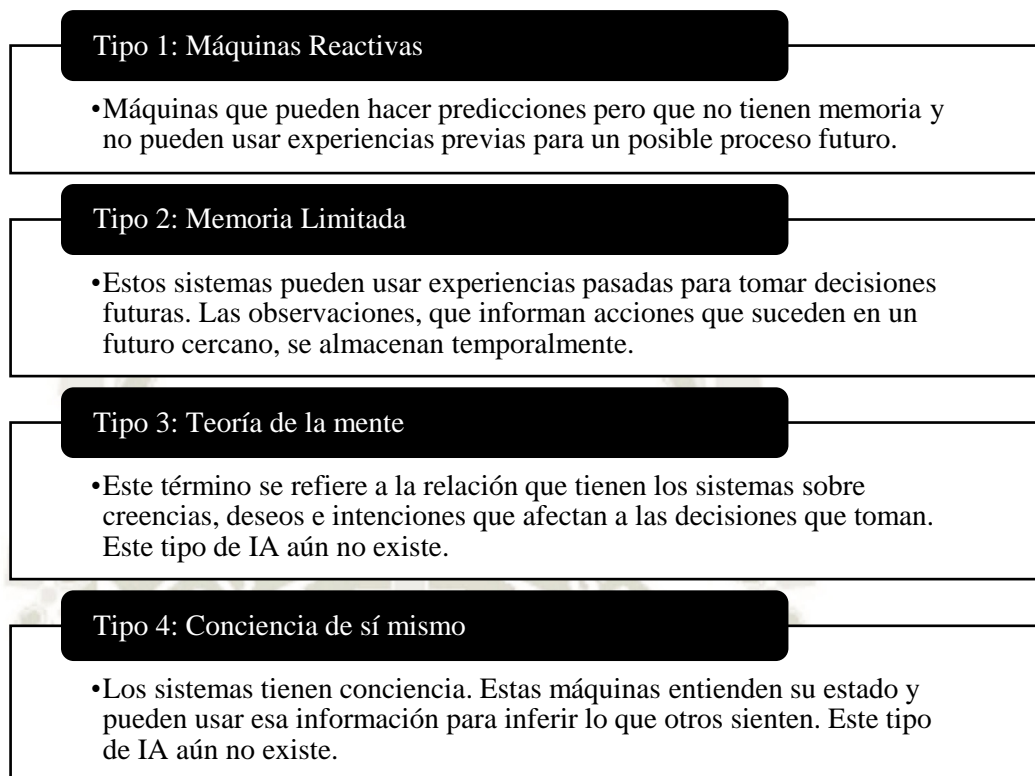 Tipo 1: Máquinas Reactivas
•Máquinas que pueden hacer predicciones pero que no tienen memoria y
no pueden usar experiencias previas para un posible proceso futuro.
Tipo 2: Memoria Limitada
•Estos sistemas pueden usar experiencias pasadas para tomar decisiones
futuras. Las observaciones, que informan acciones que suceden en un
futuro cercano, se almacenan temporalmente.
Tipo 3: Teoría de la mente
•Este término se refiere a la relación que tienen los sistemas sobre
creencias, deseos e intenciones que afectan a las decisiones que toman.
Este tipo de IA aún no existe.
Tipo 4: Conciencia de sí mismo
•Los sistemas tienen conciencia. Estas máquinas entienden su estado y
pueden usar esa información para inferir lo que otros sienten. Este tipo
de IA aún no existe.